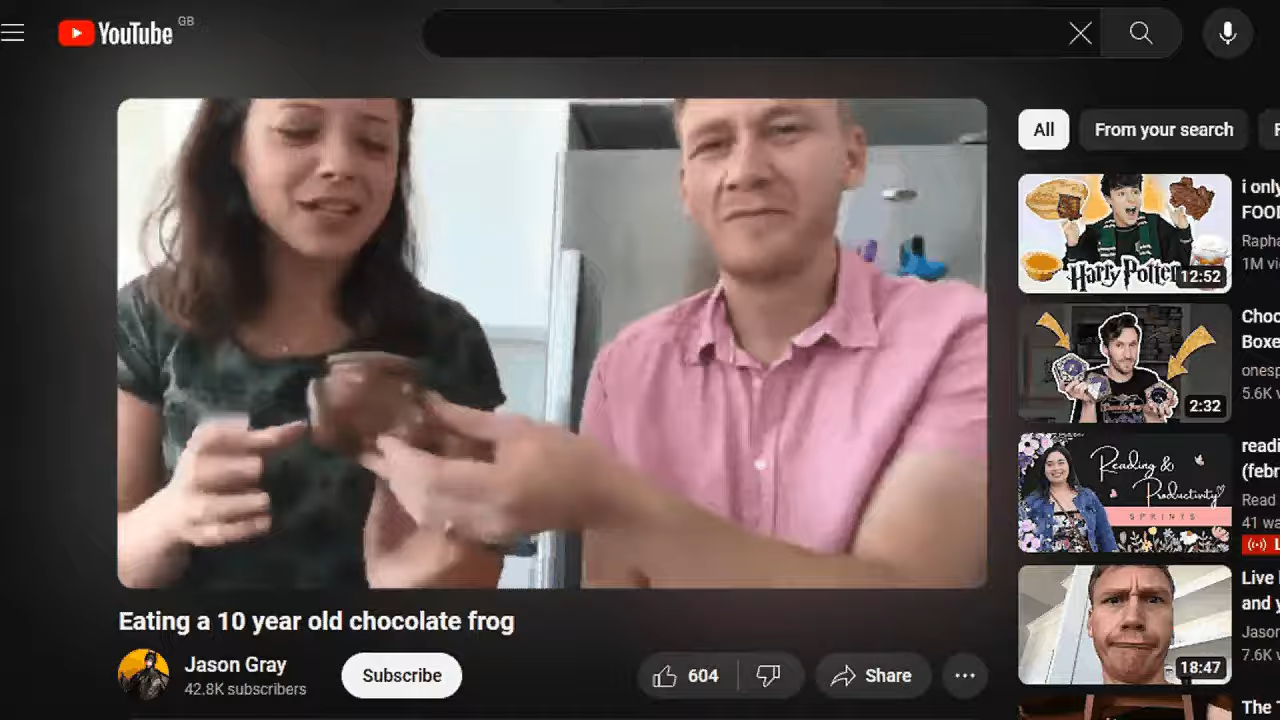 YouTube GB
All
From your search
Harry Potter
12:52
i only
FOO
Rapha
1M vi
2:32
Choc
Boxe
onesp
5.6K v
Reading &
Productivity
SPRINTS
readi
(febr
Read
41 wa
Live
and y
Jason
7.6K v
18:47
Eating a 10 year old chocolate frog
Jason Gray
42.8K subscribers
Subscribe
604
Share
The